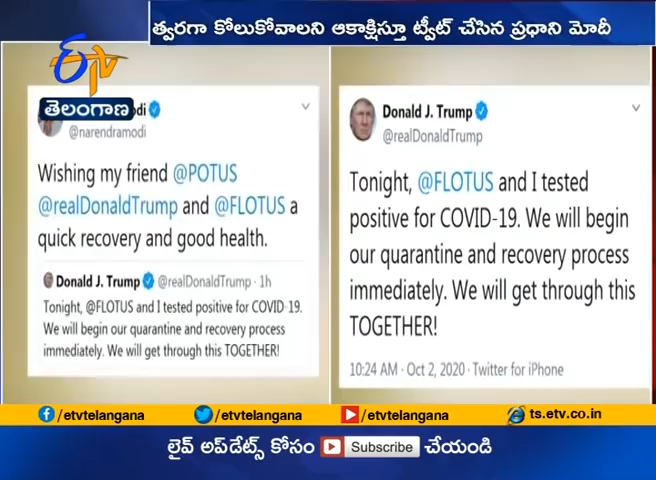 త్వరగా కోలుకోవాలని ఆకాక్షిస్తూ ట్వీట్ చేసిన ప్రధాని మోదీ
ETV
తెలంగాణ
odi
@narendramodi
Wishing my friend @POTUS
@realDonaldTrump and @FLOTUS a
quick recovery and good health.
Donald J. Trump @realDonaldTrump · 1h
Tonight, @FLOTUS and I tested positive for COVID-19.
We will begin our quarantine and recovery process
immediately. We will get through this TOGETHER!
Donald J. Trump
@realDonaldTrump
Tonight, @FLOTUS and I tested
positive for COVID-19. We will begin
our quarantine and recovery process
immediately. We will get through this
TOGETHER!
10:24 AM · Oct 2, 2020 · Twitter for iPhone
/etvtelangana /etvtelangana /etvtelangana ts.etv.co.in
లైవ్ అప్‌డేట్స్ కోసం Subscribe చేయండి